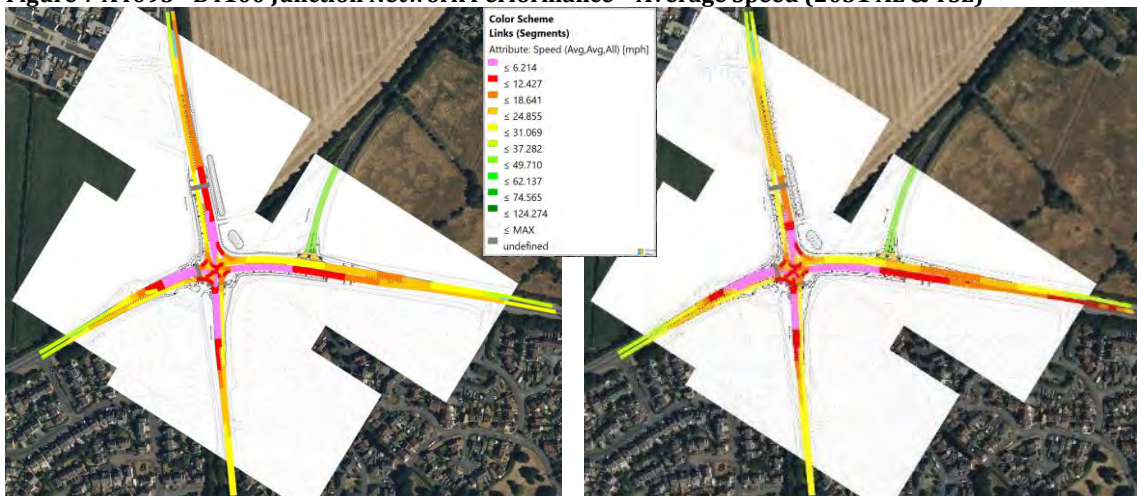 Color Scheme
Links (Segments)
Attribute: Speed (Avg,Avg,All) [mph]
≤ 6.214
≤ 12.427
≤ 18.641
≤ 24.855
≤ 31.069
≤ 37.282
≤ 49.710
≤ 62.137
≤ 74.565
≤ 124.274
≤ MAX
undefined